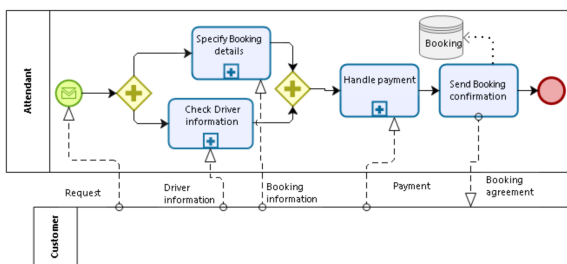 Attendant
Specify Booking
details
Check Driver
information
Handle payment
Booking
Send Booking
confirmation
Request
Driver
information
Booking
information
Payment
Booking
agreement
Customer